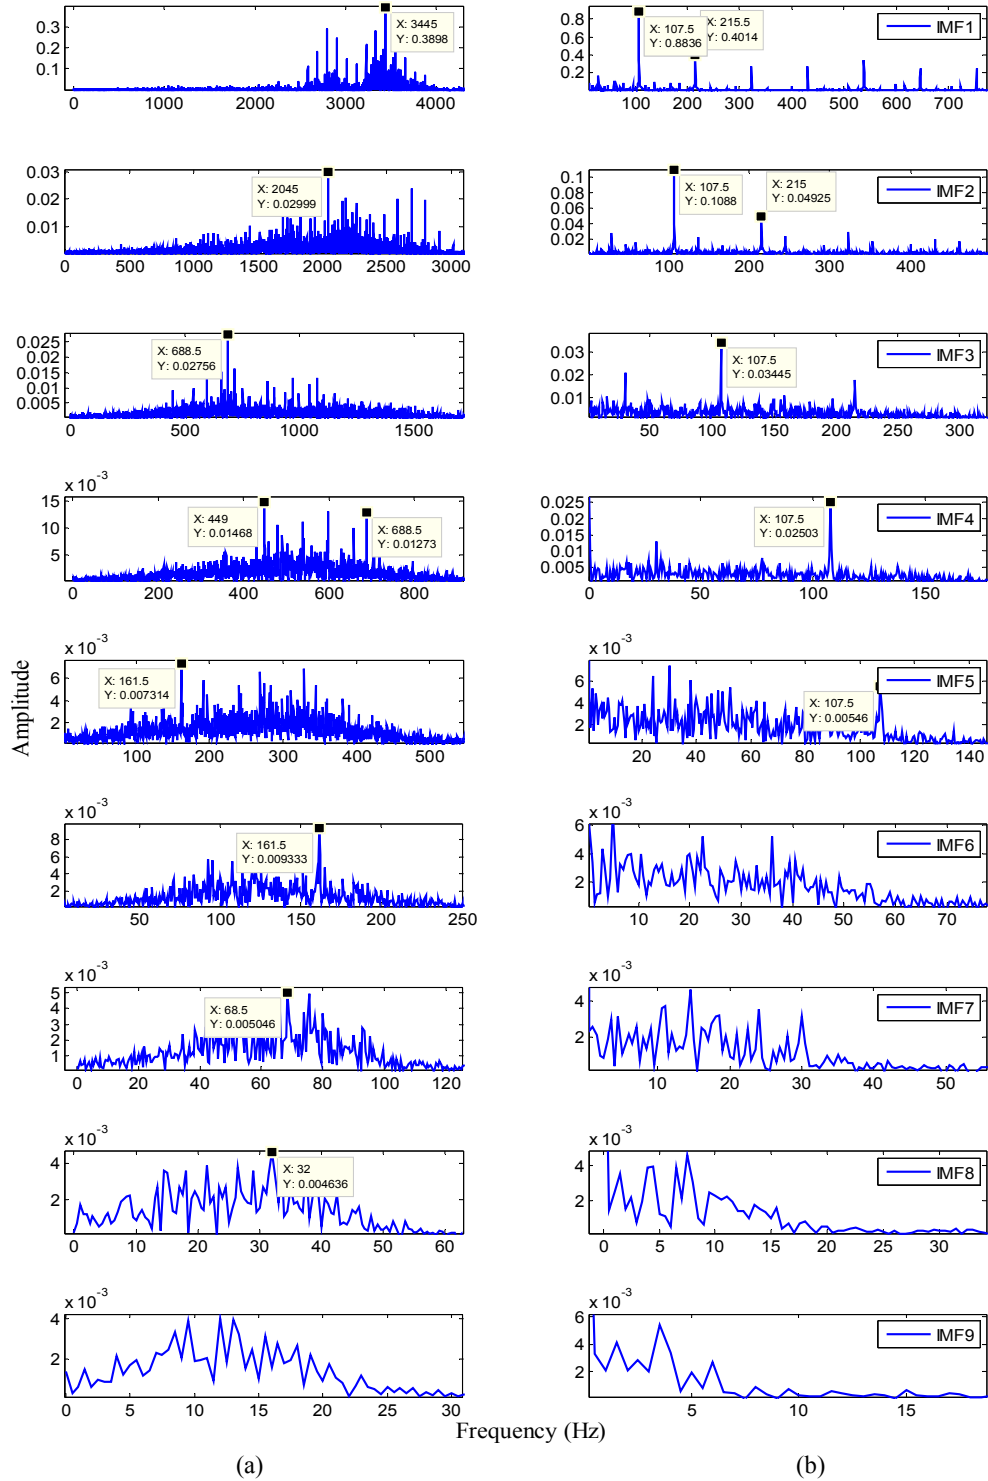 0.4
0.3
0.2
0.1
X: 3445
Y: 0.3898
0 1000 2000 3000 4000
0.8
0.6
0.4
0.2
X: 107.5
Y: 0.8836
X: 215.5
Y: 0.4014
IMF1
100 200 300 400 500 600 700
0.03
0.02
0.01
X: 2045
Y: 0.02999
0 500 1000 1500 2000 2500 3000
0.1
0.08
0.06
0.04
0.02
X: 107.5
Y: 0.1088
X: 215
Y: 0.04925
IMF2
100 200 300 400
0.025
0.02
0.015
0.01
0.005
X: 688.5
Y: 0.02756
0 500 1000 1500
0.03
0.02
0.01
X: 107.5
Y: 0.03445
IMF3
50 100 150 200 250 300
x 10^-3
15
10
5
X: 449
Y: 0.01468
X: 688.5
Y: 0.01273
0 200 400 600 800
0.025
0.02
0.015
0.01
0.005
X: 107.5
Y: 0.02503
IMF4
0 50 100 150
x 10^-3
6
4
2
X: 161.5
Y: 0.007314
100 200 300 400 500
x 10^-3
6
4
2
X: 107.5
Y: 0.00546
IMF5
20 40 60 80 100 120 140
Amplitude
x 10^-3
8
6
4
2
X: 161.5
Y: 0.009333
50 100 150 200 250
x 10^-3
6
4
2
IMF6
10 20 30 40 50 60 70
x 10^-3
5
4
3
2
1
X: 68.5
Y: 0.005046
0 20 40 60 80 100 120
x 10^-3
4
2
IMF7
10 20 30 40 50
x 10^-3
4
2
X: 32
Y: 0.004636
0 10 20 30 40 50 60
x 10^-3
4
2
IMF8
0 5 10 15 20 25 30
x 10^-3
4
2
0 5 10 15 20 25 30
x 10^-3
6
4
2
IMF9
5 10 15
Frequency (Hz)
(a) (b)